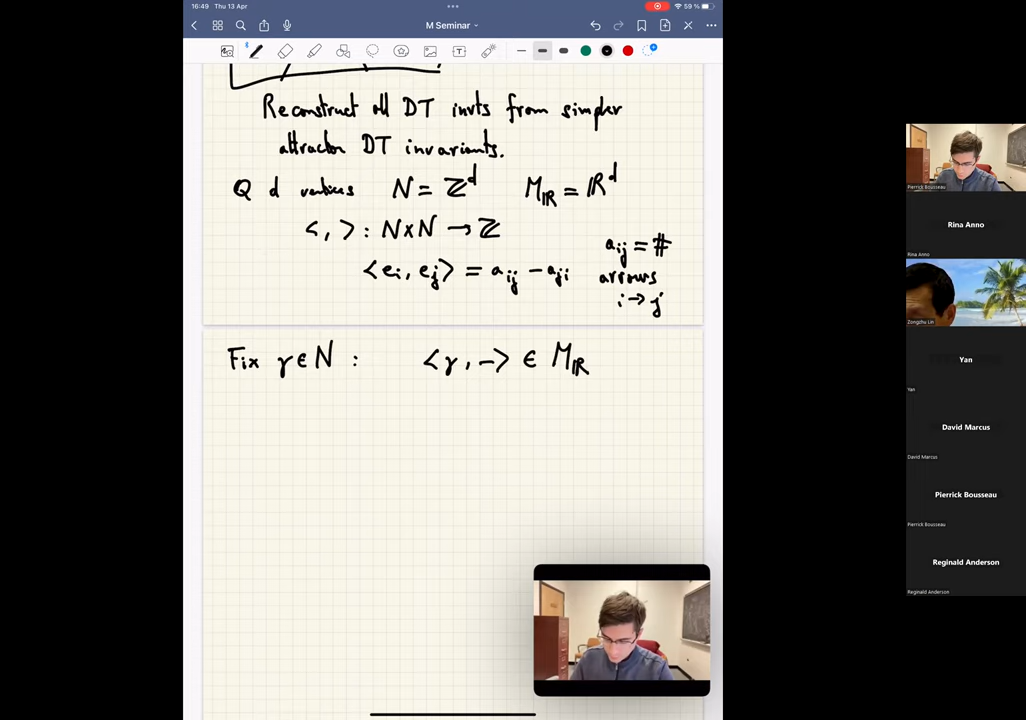 16:49 Thu 13 Apr
59 %
M Seminar
Reconstruct all DT invts from simpler
attractor DT invariants.
Q d vertices N = ℤ^d M_ℝ = ℝ^d
<,> : N×N → ℤ
<e_i, e_j> = a_ij − a_ji
a_ij = #
arrows
i → j
Fix γ ∈ N : <γ, −> ∈ M_ℝ
Pierrick Bousseau
Rina Anno
Rina Anno
Zongzhu Lin
Yan
Yan
David Marcus
David Marcus
Pierrick Bousseau
Pierrick Bousseau
Reginald Anderson
Reginald Anderson